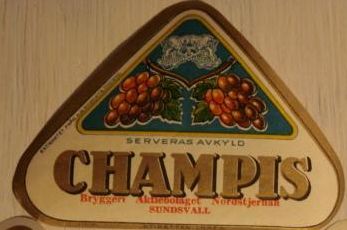 SERVERAS AVKYLD
CHAMPIS
Bryggeri Aktiebolaget Nordstjernan
SUNDSVALL